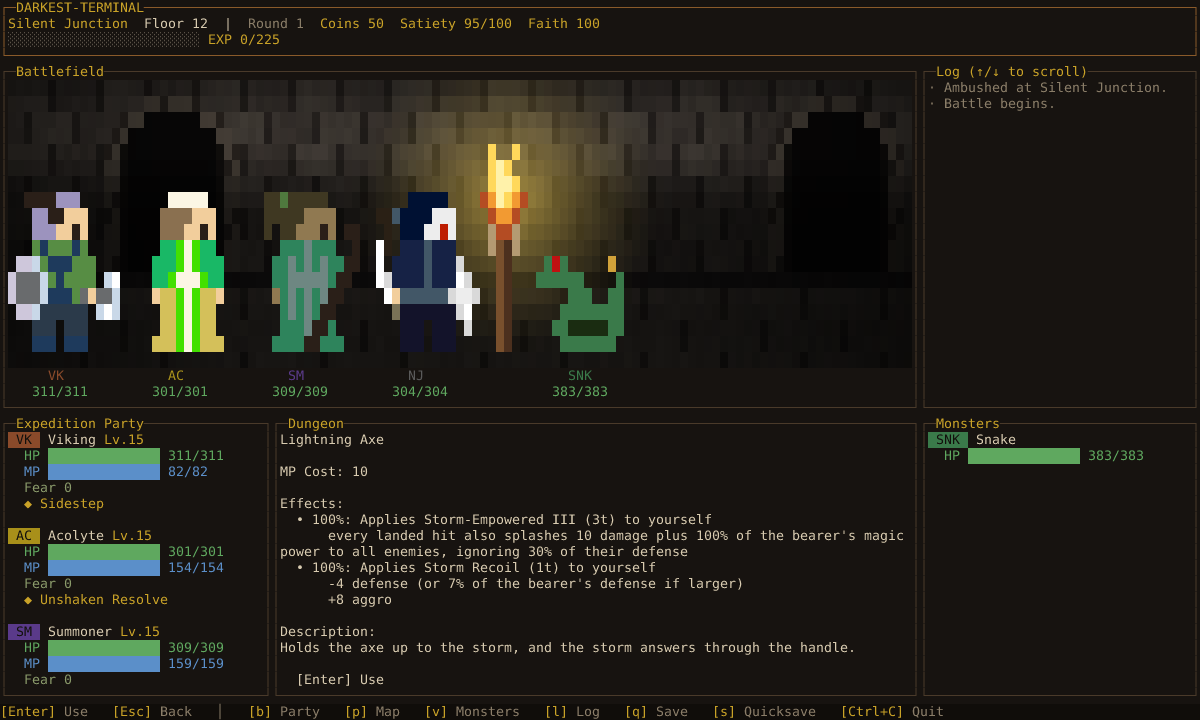 DARKEST-TERMINAL
Silent Junction  Floor 12  |  Round 1  Coins 50  Satiety 95/100  Faith 100
EXP 0/225
Battlefield
VK AC SM NJ SNK
311/311 301/301 309/309 304/304 383/383
Log (↑/↓ to scroll)
· Ambushed at Silent Junction.
· Battle begins.
Expedition Party
VK Viking Lv.15
HP 311/311
MP 82/82
Fear 0
◆ Sidestep
AC Acolyte Lv.15
HP 301/301
MP 154/154
Fear 0
◆ Unshaken Resolve
SM Summoner Lv.15
HP 309/309
MP 159/159
Fear 0
Dungeon
Lightning Axe
MP Cost: 10
Effects:
• 100%: Applies Storm-Empowered III (3t) to yourself
every landed hit also splashes 10 damage plus 100% of the bearer's magic
power to all enemies, ignoring 30% of their defense
• 100%: Applies Storm Recoil (1t) to yourself
-4 defense (or 7% of the bearer's defense if larger)
+8 aggro
Description:
Holds the axe up to the storm, and the storm answers through the handle.
[Enter] Use
Monsters
SNK Snake
HP 383/383
[Enter] Use [Esc] Back │ [b] Party [p] Map [v] Monsters [l] Log [q] Save [s] Quicksave [Ctrl+C] Quit